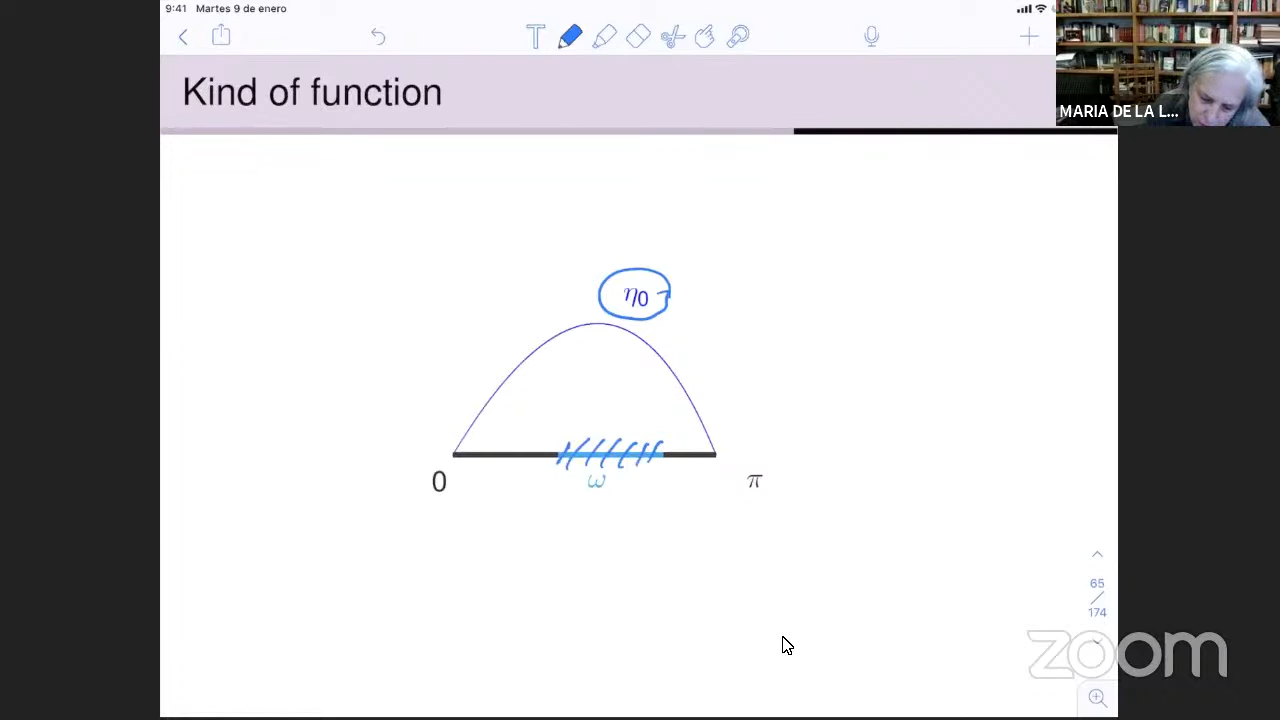 9:41 Martes 9 de enero
MARIA DE LA L...
Kind of function
η0
0 ω π
65
174
zoom